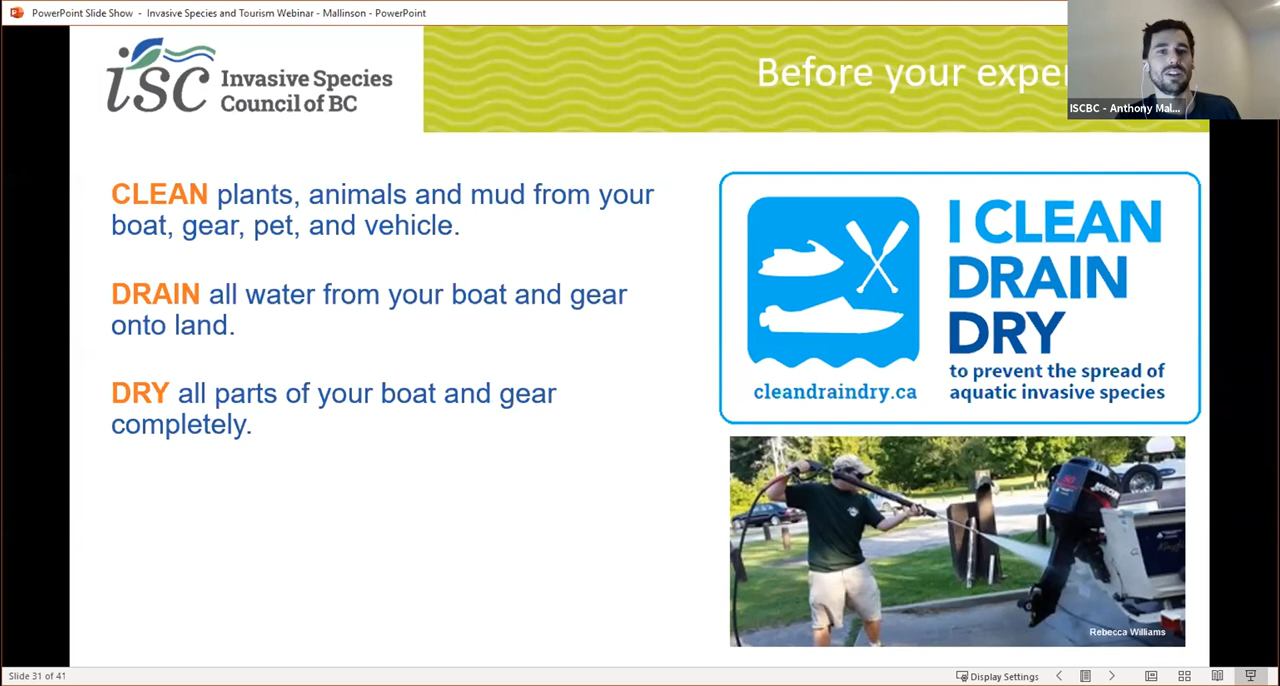 PowerPoint Slide Show - Invasive Species and Tourism Webinar - Mallinson - PowerPoint
isc Invasive Species
Council of BC
Before your exper
ISCBC - Anthony Mal...
CLEAN plants, animals and mud from your
boat, gear, pet, and vehicle.
DRAIN all water from your boat and gear
onto land.
DRY all parts of your boat and gear
completely.
I CLEAN
DRAIN
DRY
to prevent the spread of
aquatic invasive species
cleandraindry.ca
Rebecca Williams
Slide 31 of 41
Display Settings